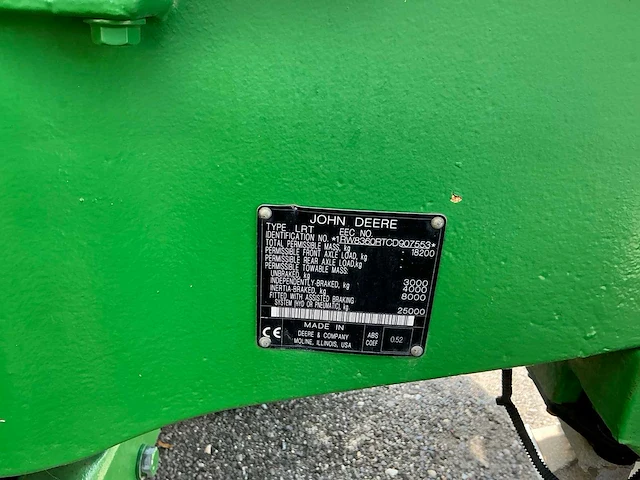 JOHN DEERE
TYPE LRT EEC NO.
IDENTIFICATION NO. *1RW8360RTCD907553*
TOTAL PERMISSIBLE MASS, kg 18200
PERMISSIBLE FRONT AXLE LOAD, kg
PERMISSIBLE REAR AXLE LOAD,kg
PERMISSIBLE TOWABLE MASS:
UNBRAKED, kg 3000
INDEPENDENTLY-BRAKED, kg 4000
INERTIA-BRAKED, kg 8000
FITTED WITH ASSISTED BRAKING
SYSTEM (HYD OR PNEUMATIC), kg 25000
CE
MADE IN
DEERE & COMPANY
MOLINE, ILLINOIS, USA
ABS
COEF
0.52